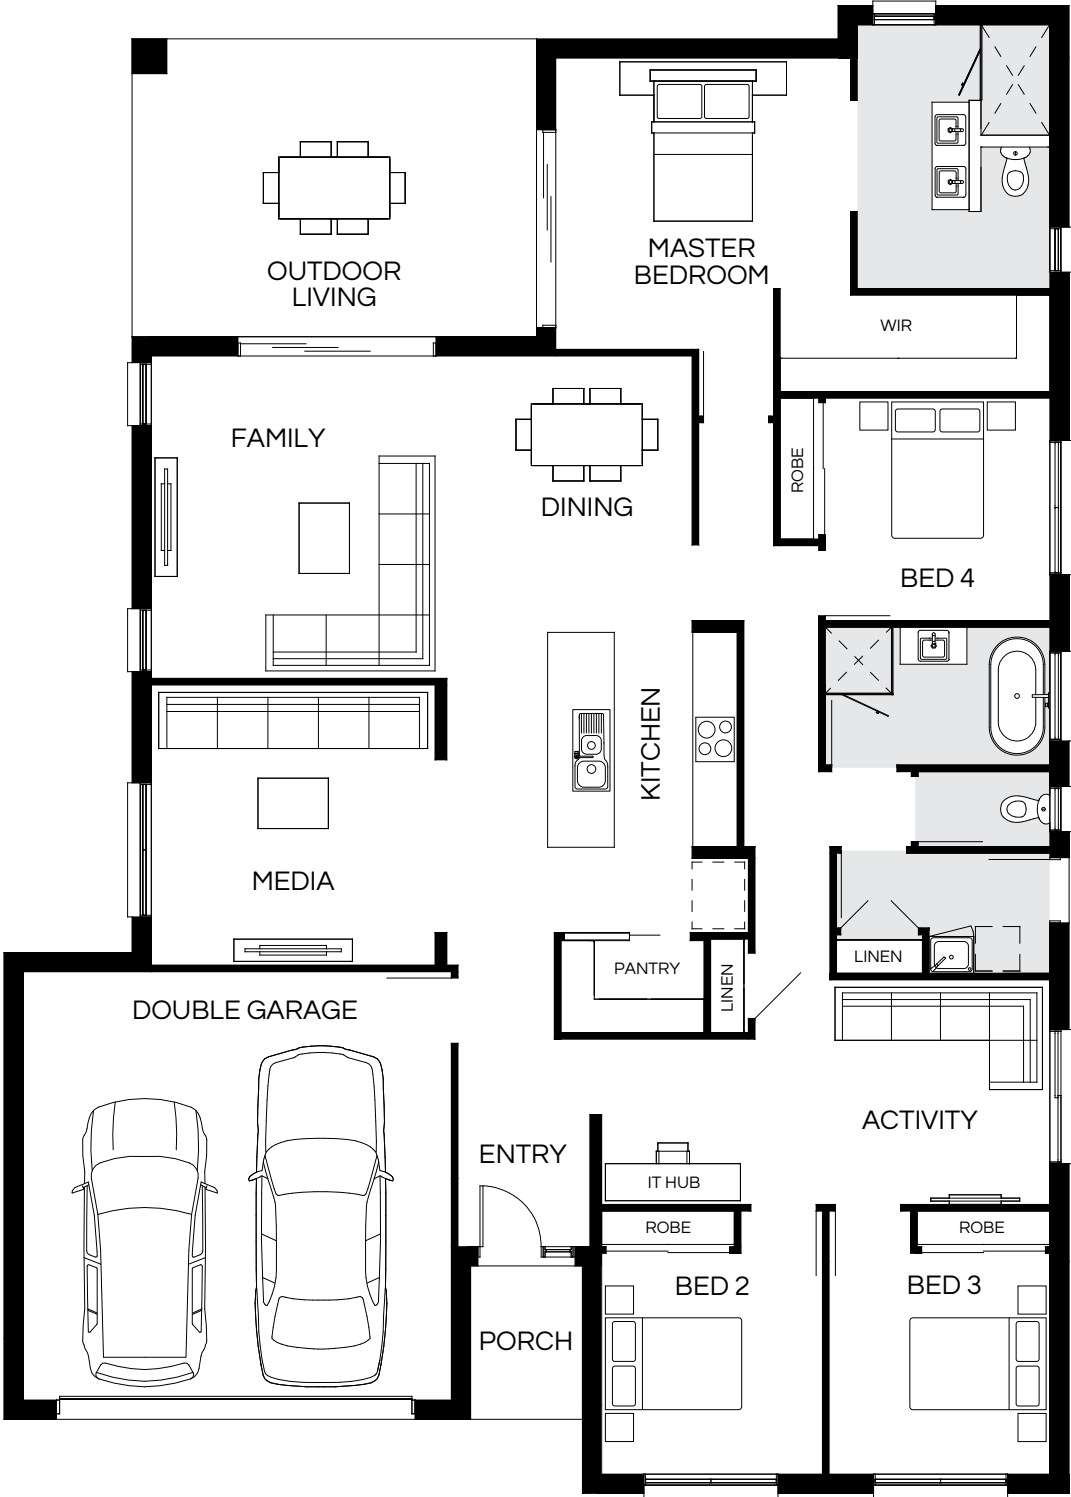 OUTDOOR
LIVING
MASTER
BEDROOM
WIR
FAMILY
DINING
ROBE
BED 4
KITCHEN
MEDIA
PANTRY
LINEN
LINEN
DOUBLE GARAGE
ACTIVITY
ENTRY
IT HUB
ROBE
ROBE
BED 2
BED 3
PORCH